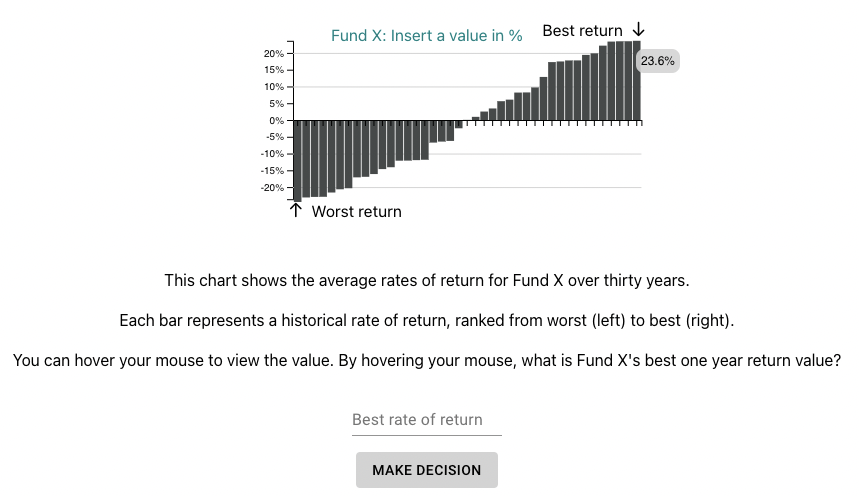 Fund X: Insert a value in %
Best return ↓
23.6%
20%
15%
10%
5%
0%
-5%
-10%
-15%
-20%
↑ Worst return
This chart shows the average rates of return for Fund X over thirty years.
Each bar represents a historical rate of return, ranked from worst (left) to best (right).
You can hover your mouse to view the value. By hovering your mouse, what is Fund X's best one year return value?
Best rate of return
MAKE DECISION